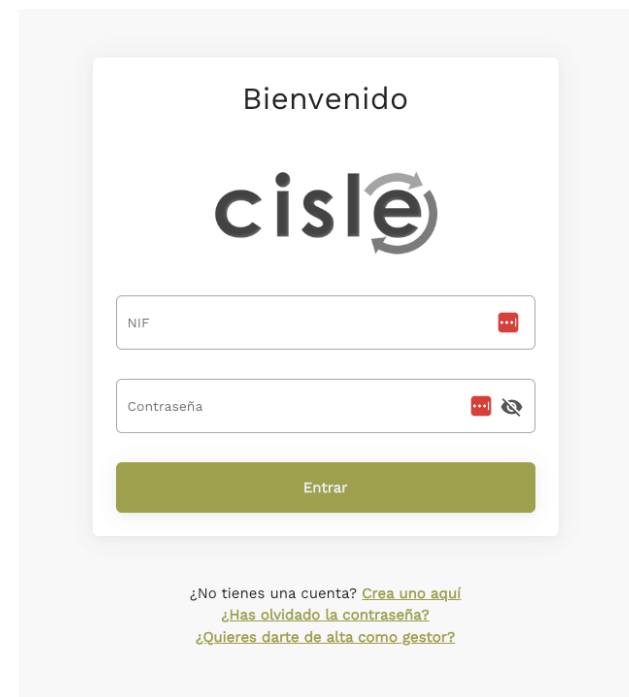 Bienvenido
cisle
NIF
Contraseña
Entrar
¿No tienes una cuenta? Crea uno aquí
¿Has olvidado la contraseña?
¿Quieres darte de alta como gestor?